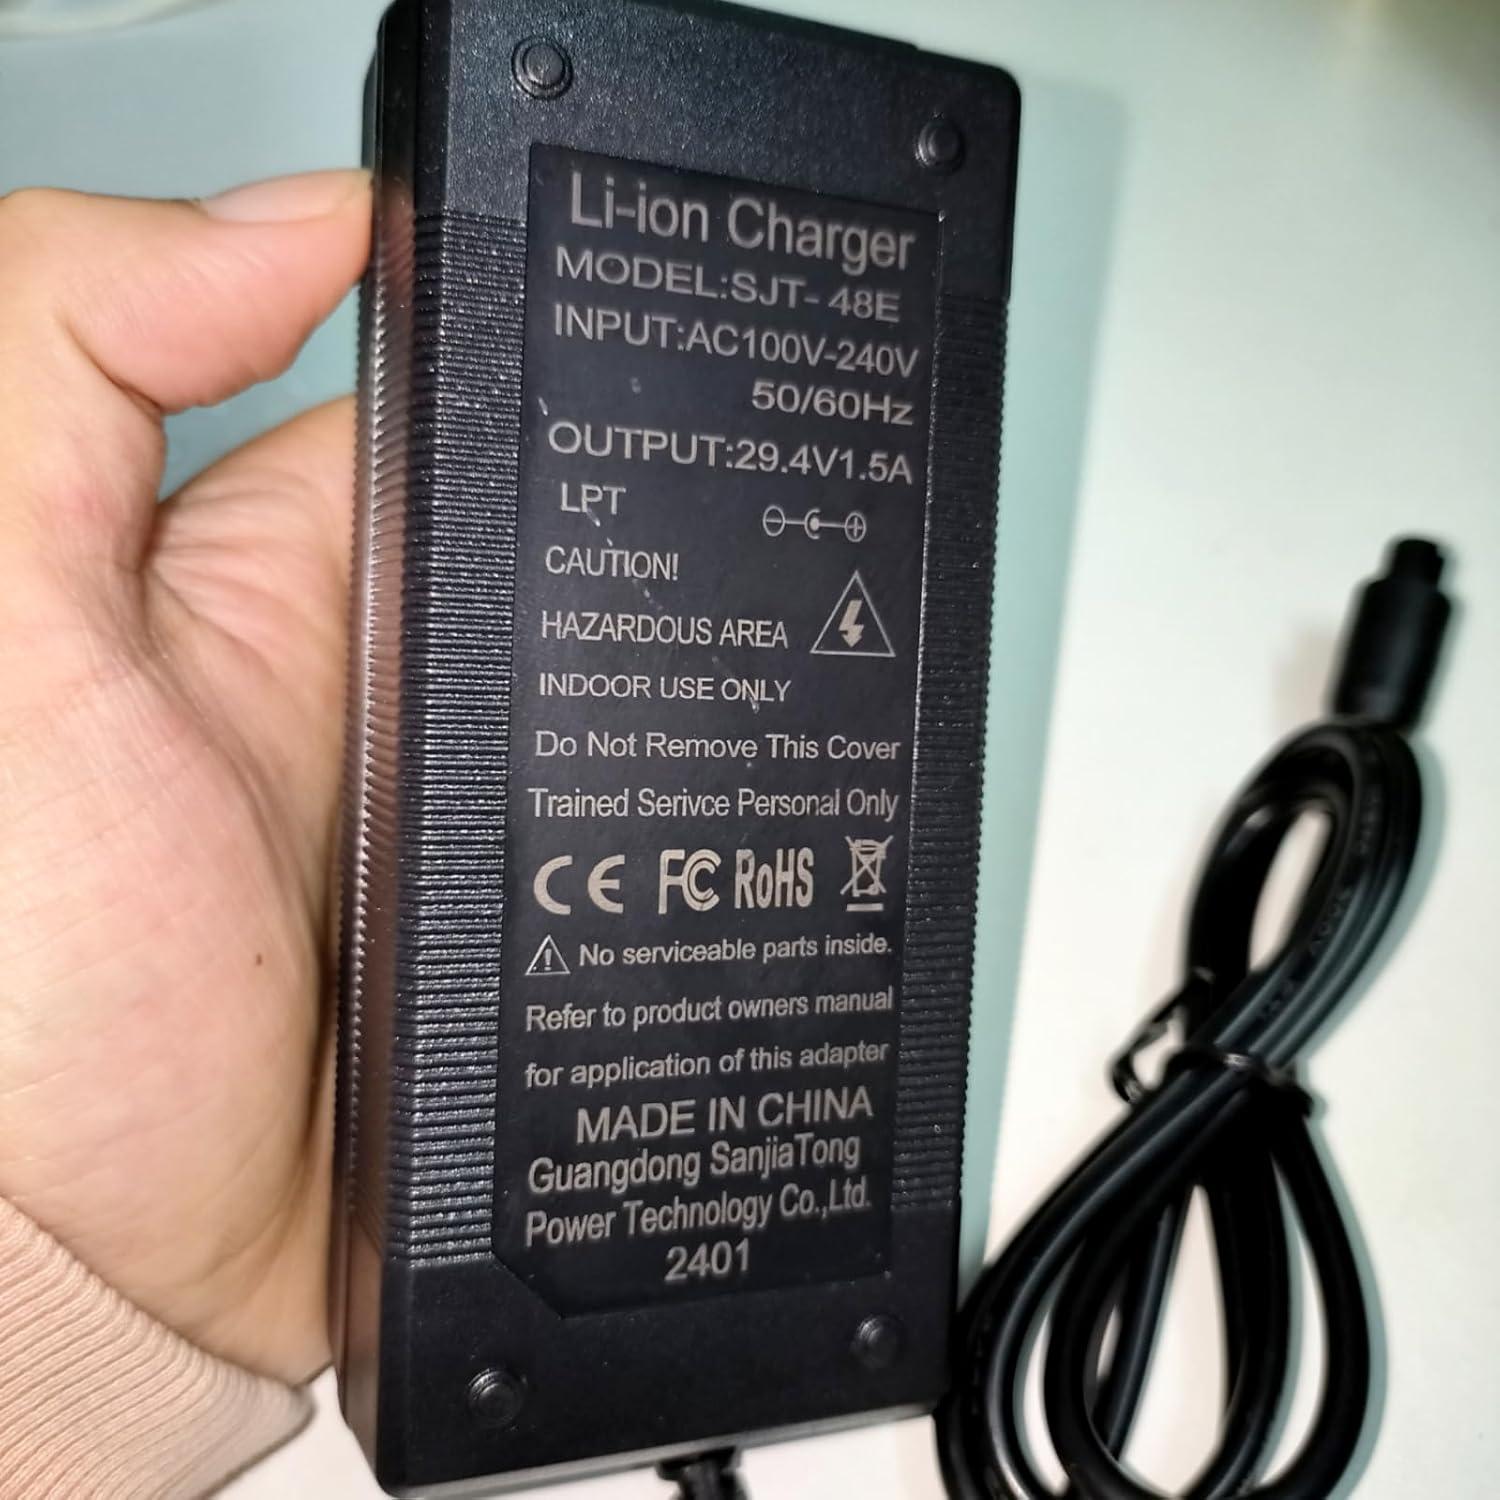 Li-ion Charger
MODEL:SJT- 48E
INPUT:AC100V-240V
50/60Hz
OUTPUT:29.4V1.5A
LPT
CAUTION!
HAZARDOUS AREA
INDOOR USE ONLY
Do Not Remove This Cover
Trained Serivce Personal Only
CE FC RoHS
No serviceable parts inside.
Refer to product owners manual
for application of this adapter
MADE IN CHINA
Guangdong SanjiaTong
Power Technology Co.,Ltd.
2401